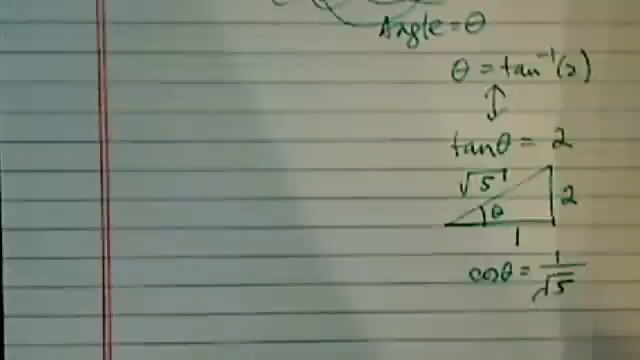 Angle = θ
θ = tan⁻¹(2)
↕
tanθ = 2
√5
2
θ
1
cosθ = 1/√5